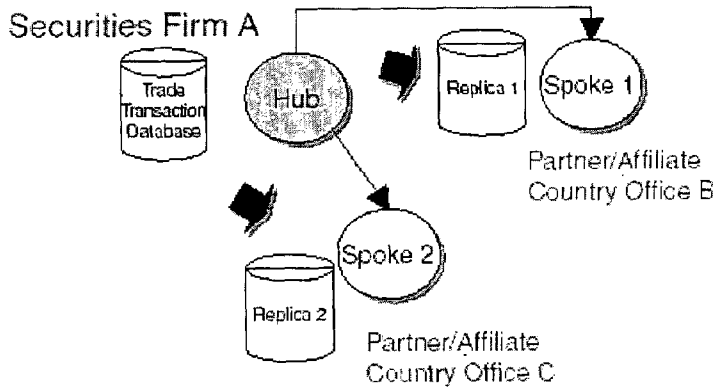 Securities Firm A
Trade
Transaction
Database
Hub
Replica 1
Spoke 1
Partner/Affiliate
Country Office B
Spoke 2
Replica 2
Partner/Affiliate
Country Office C